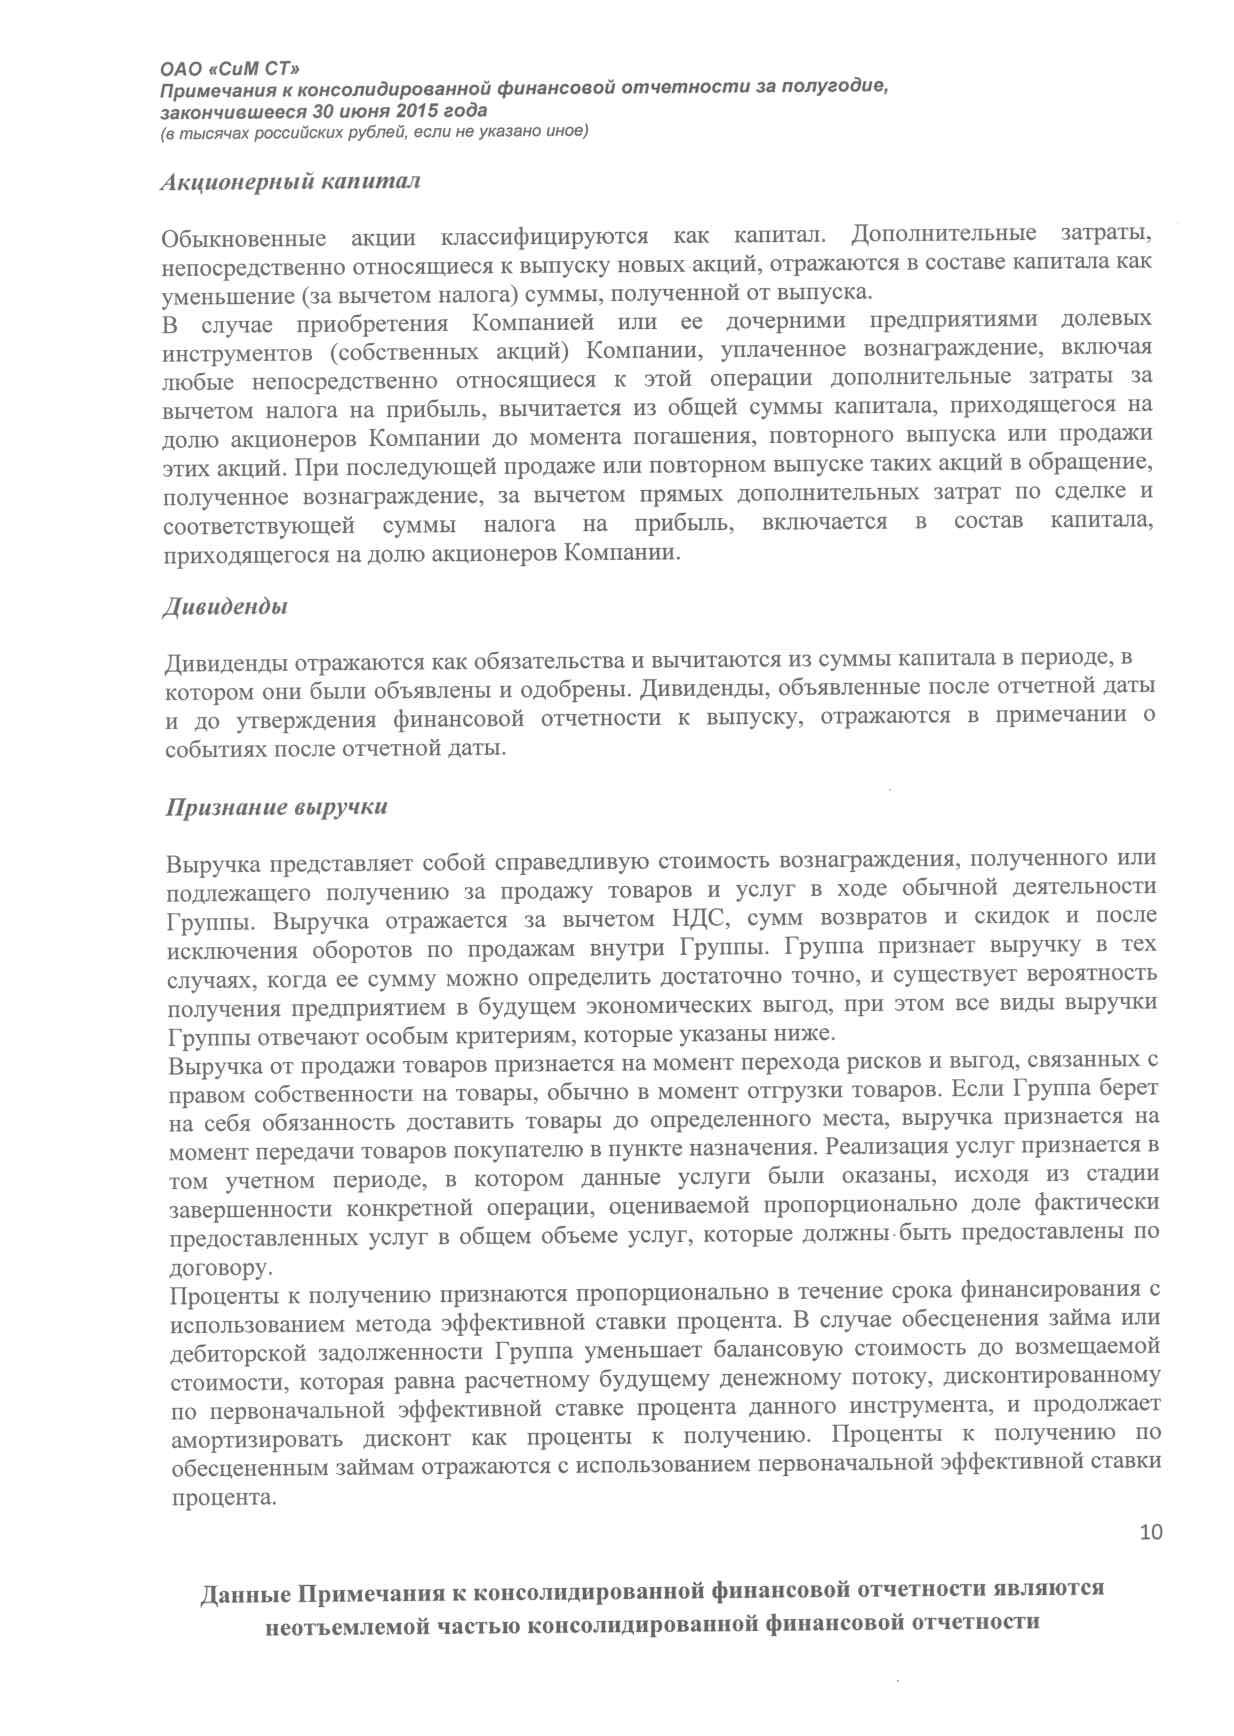 ОАО «СиМ СТ»
Примечания к консолидированной финансовой отчетности за полугодие,
закончившееся 30 июня 2015 года
(в тысячах российских рублей, если не указано иное)
Акционерный капитал
Обыкновенные акции классифицируются как капитал. Дополнительные затраты,
непосредственно относящиеся к выпуску новых акций, отражаются в составе капитала как
уменьшение (за вычетом налога) суммы, полученной от выпуска.
В случае приобретения Компанией или ее дочерними предприятиями долевых
инструментов (собственных акций) Компании, уплаченное вознаграждение, включая
любые непосредственно относящиеся к этой операции дополнительные затраты за
вычетом налога на прибыль, вычитается из общей суммы капитала, приходящегося на
долю акционеров Компании до момента погашения, повторного выпуска или продажи
этих акций. При последующей продаже или повторном выпуске таких акций в обращение,
полученное вознаграждение, за вычетом прямых дополнительных затрат по сделке и
соответствующей суммы налога на прибыль, включается в состав капитала,
приходящегося на долю акционеров Компании.
Дивиденды
Дивиденды отражаются как обязательства и вычитаются из суммы капитала в периоде, в
котором они были объявлены и одобрены. Дивиденды, объявленные после отчетной даты
и до утверждения финансовой отчетности к выпуску, отражаются в примечании о
событиях после отчетной даты.
Признание выручки
Выручка представляет собой справедливую стоимость вознаграждения, полученного или
подлежащего получению за продажу товаров и услуг в ходе обычной деятельности
Группы. Выручка отражается за вычетом НДС, сумм возвратов и скидок и после
исключения оборотов по продажам внутри Группы. Группа признает выручку в тех
случаях, когда ее сумму можно определить достаточно точно, и существует вероятность
получения предприятием в будущем экономических выгод, при этом все виды выручки
Группы отвечают особым критериям, которые указаны ниже.
Выручка от продажи товаров признается на момент перехода рисков и выгод, связанных с
правом собственности на товары, обычно в момент отгрузки товаров. Если Группа берет
на себя обязанность доставить товары до определенного места, выручка признается на
момент передачи товаров покупателю в пункте назначения. Реализация услуг признается в
том учетном периоде, в котором данные услуги были оказаны, исходя из стадии
завершенности конкретной операции, оцениваемой пропорционально доле фактически
предоставленных услуг в общем объеме услуг, которые должны быть предоставлены по
договору.
Проценты к получению признаются пропорционально в течение срока финансирования с
использованием метода эффективной ставки процента. В случае обесценения займа или
дебиторской задолженности Группа уменьшает балансовую стоимость до возмещаемой
стоимости, которая равна расчетному будущему денежному потоку, дисконтированному
по первоначальной эффективной ставке процента данного инструмента, и продолжает
амортизировать дисконт как проценты к получению. Проценты к получению по
обесцененным займам отражаются с использованием первоначальной эффективной ставки
процента.
10
Данные Примечания к консолидированной финансовой отчетности являются
неотъемлемой частью консолидированной финансовой отчетности